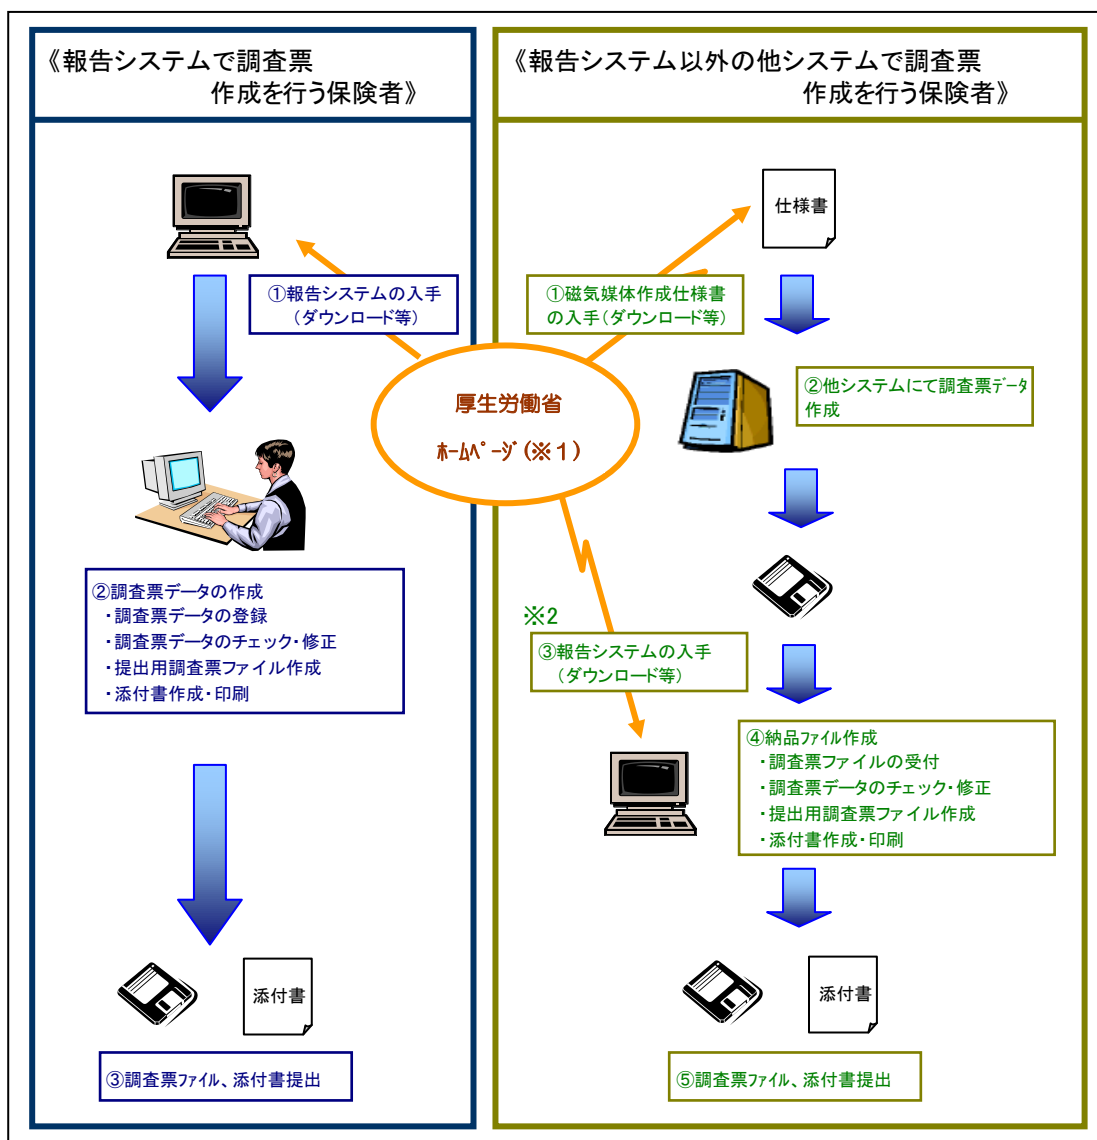 《報告システムで調査票
作成を行う保険者》
①報告システムの入手
（ダウンロード等）
②調査票データの作成
・調査票データの登録
・調査票データのチェック・修正
・提出用調査票ファイル作成
・添付書作成・印刷
添付書
③調査票ファイル、添付書提出
厚生労働省
ﾎｰﾑﾍﾟｰｼﾞ(※1)
《報告システム以外の他システムで調査票
作成を行う保険者》
仕様書
①磁気媒体作成仕様書
の入手(ダウンロード等)
②他システムにて調査票ﾃﾞｰﾀ
作成
※2
③報告システムの入手
（ダウンロード等）
④納品ファイル作成
・調査票ファイルの受付
・調査票データのチェック・修正
・提出用調査票ファイル作成
・添付書作成・印刷
添付書
⑤調査票ファイル、添付書提出